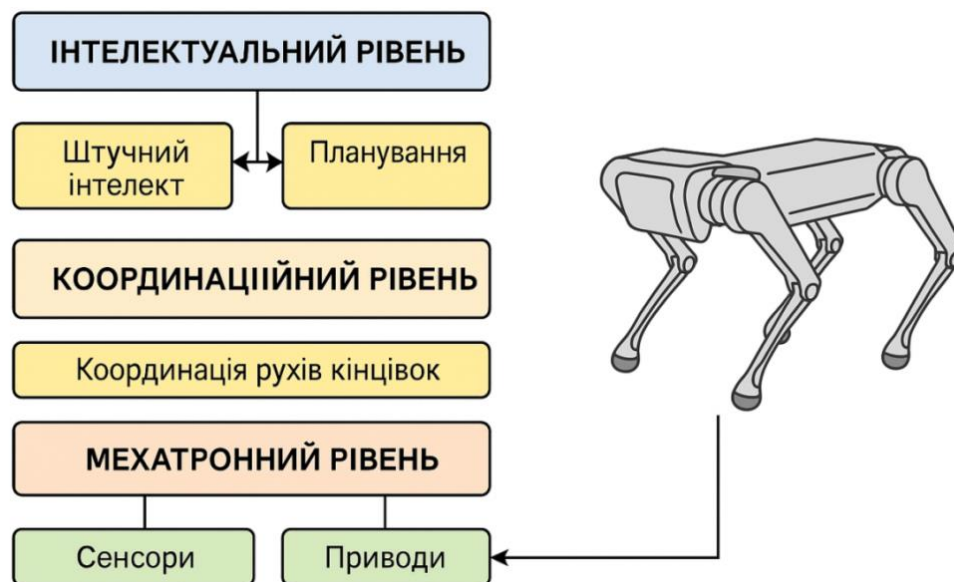 ІНТЕЛЕКТУАЛЬНИЙ РІВЕНЬ
Штучний
інтелект
Планування
КООРДИНАЦІІЙНИЙ РІВЕНЬ
Координація рухів кінцівок
МЕХАТРОННИЙ РІВЕНЬ
Сенсори
Приводи